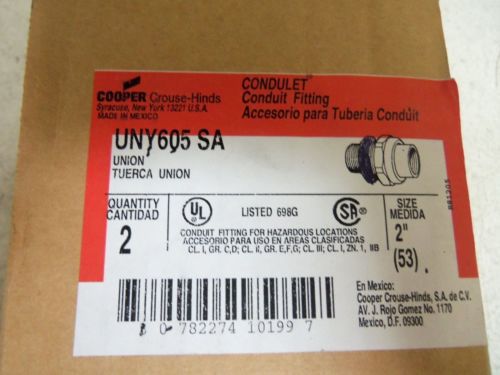 COOPER Crouse-Hinds
Syracuse, New York 13221 U.S.A.
MADE IN MEXICO
CONDULET®
Conduit Fitting
Accesorio para Tuberia Conduit
UNY605 SA
UNION
TUERCA UNION
QUANTITY
CANTIDAD
2
UL
LISTED 698G
SA
SIZE
MEDIDA
2"
(53).
CONDUIT FITTING FOR HAZARDOUS LOCATIONS
ACCESORIO PARA USO EN AREAS CLASIFICADAS
CL. I, GR. C,D; CL. II, GR. E,F,G; CL. III, CL. I, ZN. 1, IIB
En Mexico:
Cooper Crouse-Hinds, S.A. de C.V.
AV. J. Rojo Gomez No. 1170
Mexico, D.F. 09300
0 782274 10199 7